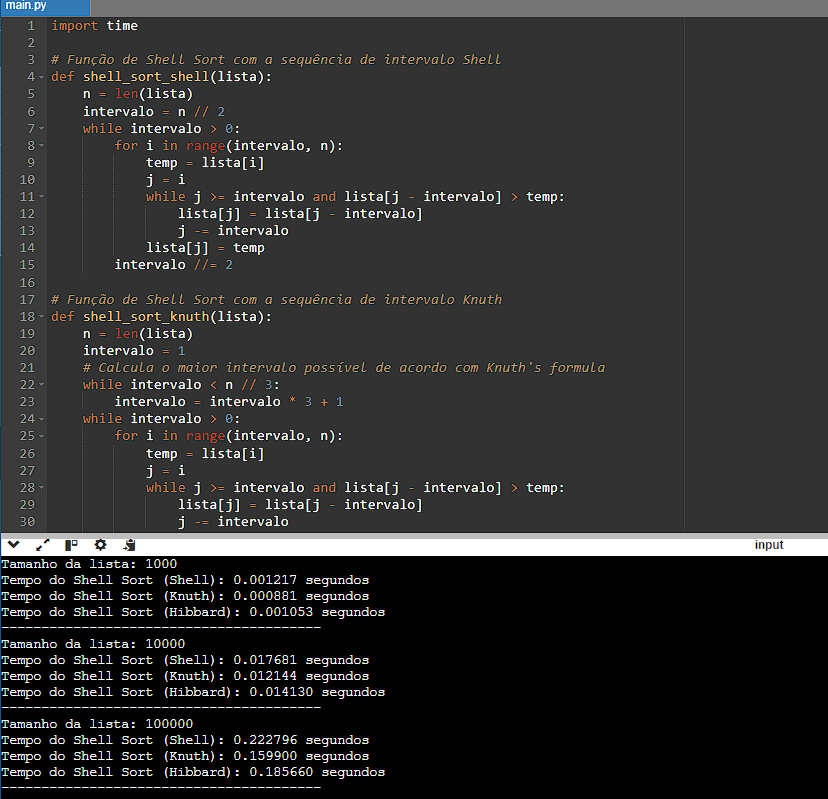 main.py
1 import time
2
3 # Função de Shell Sort com a sequência de intervalo Shell
4 def shell_sort_shell(lista):
5     n = len(lista)
6     intervalo = n // 2
7     while intervalo > 0:
8         for i in range(intervalo, n):
9             temp = lista[i]
10             j = i
11             while j >= intervalo and lista[j - intervalo] > temp:
12                 lista[j] = lista[j - intervalo]
13                 j -= intervalo
14             lista[j] = temp
15         intervalo //= 2
16
17 # Função de Shell Sort com a sequência de intervalo Knuth
18 def shell_sort_knuth(lista):
19     n = len(lista)
20     intervalo = 1
21     # Calcula o maior intervalo possível de acordo com Knuth's formula
22     while intervalo < n // 3:
23         intervalo = intervalo * 3 + 1
24     while intervalo > 0:
25         for i in range(intervalo, n):
26             temp = lista[i]
27             j = i
28             while j >= intervalo and lista[j - intervalo] > temp:
29                 lista[j] = lista[j - intervalo]
30                 j -= intervalo
input
Tamanho da lista: 1000
Tempo do Shell Sort (Shell): 0.001217 segundos
Tempo do Shell Sort (Knuth): 0.000881 segundos
Tempo do Shell Sort (Hibbard): 0.001053 segundos
----------------------------------------
Tamanho da lista: 10000
Tempo do Shell Sort (Shell): 0.017681 segundos
Tempo do Shell Sort (Knuth): 0.012144 segundos
Tempo do Shell Sort (Hibbard): 0.014130 segundos
----------------------------------------
Tamanho da lista: 100000
Tempo do Shell Sort (Shell): 0.222796 segundos
Tempo do Shell Sort (Knuth): 0.159900 segundos
Tempo do Shell Sort (Hibbard): 0.185660 segundos
----------------------------------------